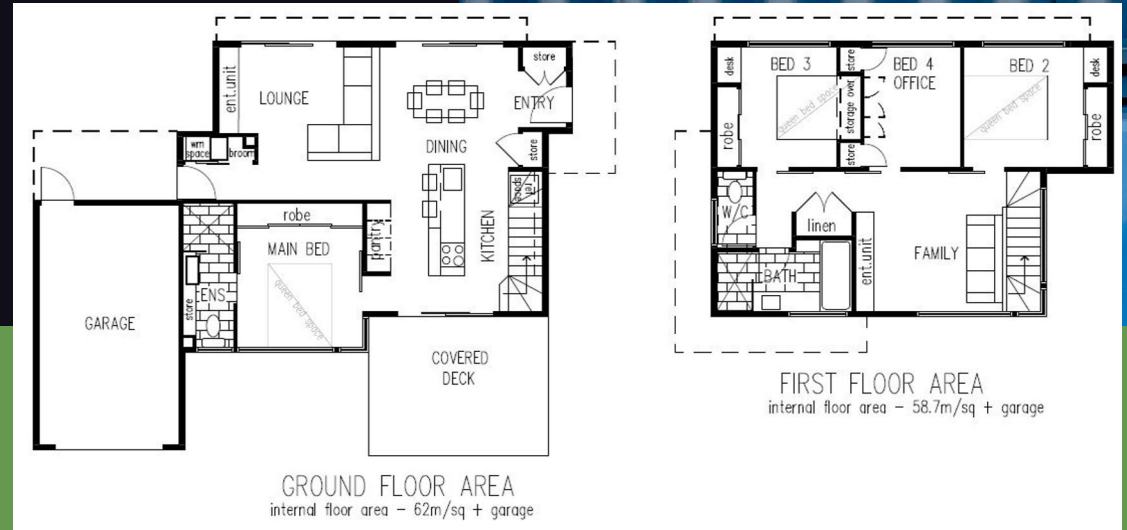 store
ent.unit
LOUNGE
ENTRY
wm
space
broom
DINING
store
ref
space
robe
pantry
KITCHEN
MAIN BED
queen bed space
ENS
store
GARAGE
COVERED
DECK
GROUND FLOOR AREA
internal floor area - 62m/sq + garage
desk
BED 3
store
BED 4
OFFICE
BED 2
desk
queen bed space
storage over
queen bed space
robe
robe
store
W/C
linen
FAMILY
ent.unit
BATH
FIRST FLOOR AREA
internal floor area - 58.7m/sq + garage